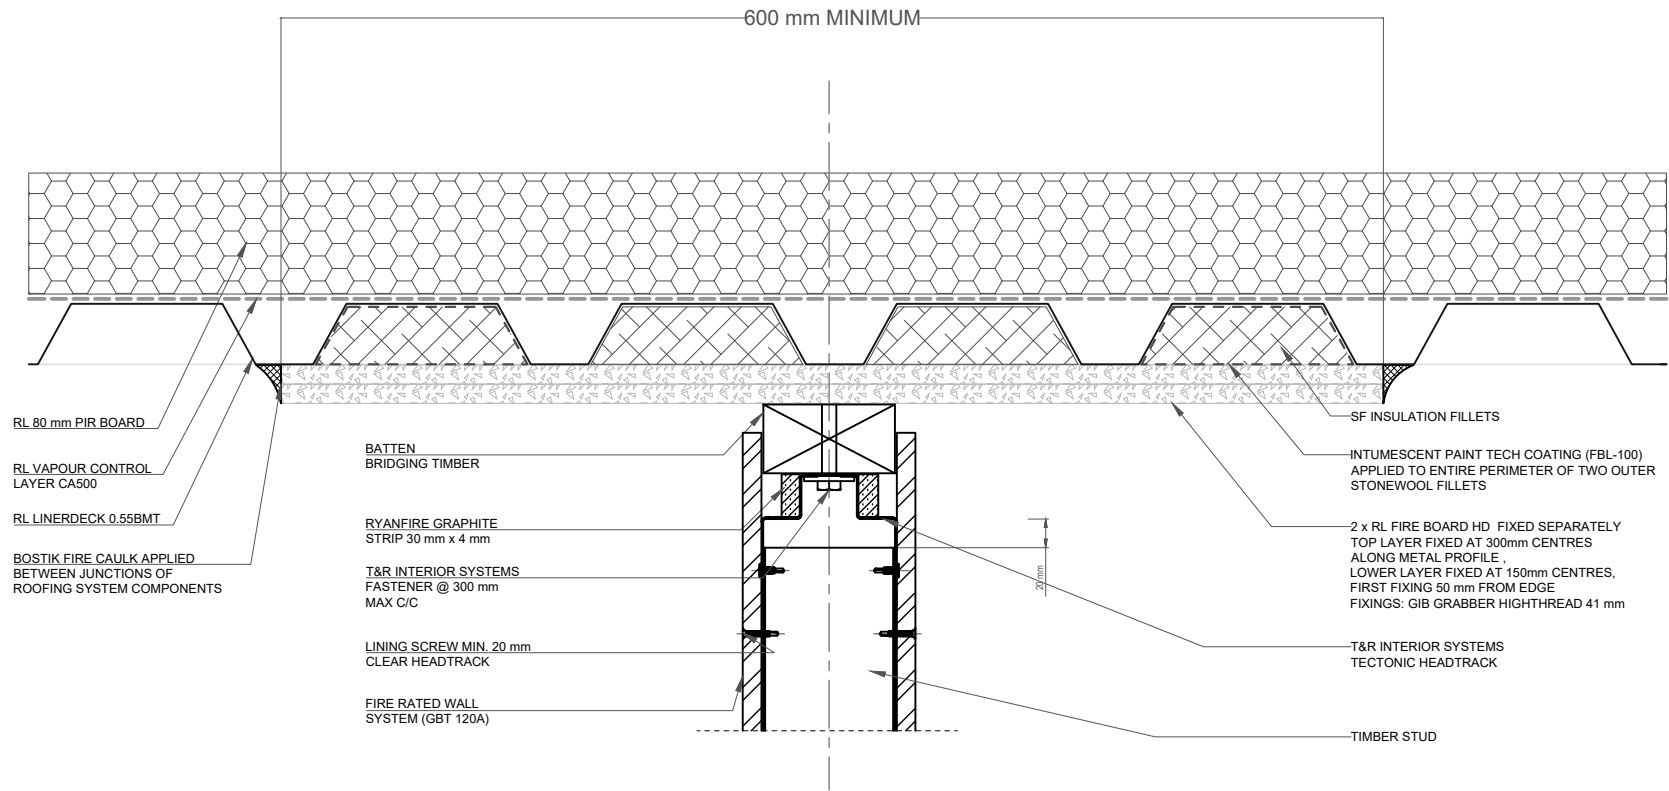 600 mm MINIMUM
RL 80 mm PIR BOARD
RL VAPOUR CONTROL
LAYER CA500
RL LINERDECK 0.55BMT
BOSTIK FIRE CAULK APPLIED
BETWEEN JUNCTIONS OF
ROOFING SYSTEM COMPONENTS
BATTEN
BRIDGING TIMBER
RYANFIRE GRAPHITE
STRIP 30 mm x 4 mm
T&R INTERIOR SYSTEMS
FASTENER @ 300 mm
MAX C/C
LINING SCREW MIN. 20 mm
CLEAR HEADTRACK
FIRE RATED WALL
SYSTEM (GBT 120A)
20 mm
SF INSULATION FILLETS
INTUMESCENT PAINT TECH COATING (FBL-100)
APPLIED TO ENTIRE PERIMETER OF TWO OUTER
STONEWOOL FILLETS
2 x RL FIRE BOARD HD FIXED SEPARATELY
TOP LAYER FIXED AT 300mm CENTRES
ALONG METAL PROFILE ,
LOWER LAYER FIXED AT 150mm CENTRES,
FIRST FIXING 50 mm FROM EDGE
FIXINGS: GIB GRABBER HIGHTHREAD 41 mm
T&R INTERIOR SYSTEMS
TECTONIC HEADTRACK
TIMBER STUD